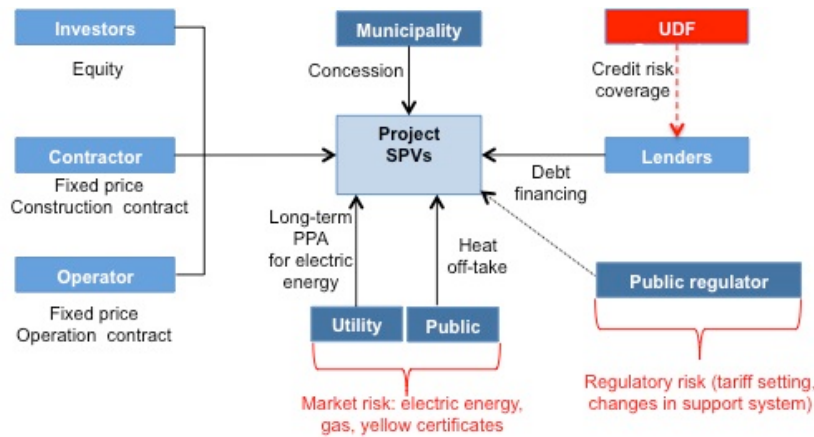 Investors
Equity
Municipality
Concession
UDF
Credit risk
coverage
Project
SPVs
Contractor
Fixed price
Construction contract
Lenders
Debt
financing
Long-term
PPA
for electric
energy
Heat
off-take
Operator
Fixed price
Operation contract
Public regulator
Utility
Public
Market risk: electric energy,
gas, yellow certificates
Regulatory risk (tariff setting,
changes in support system)